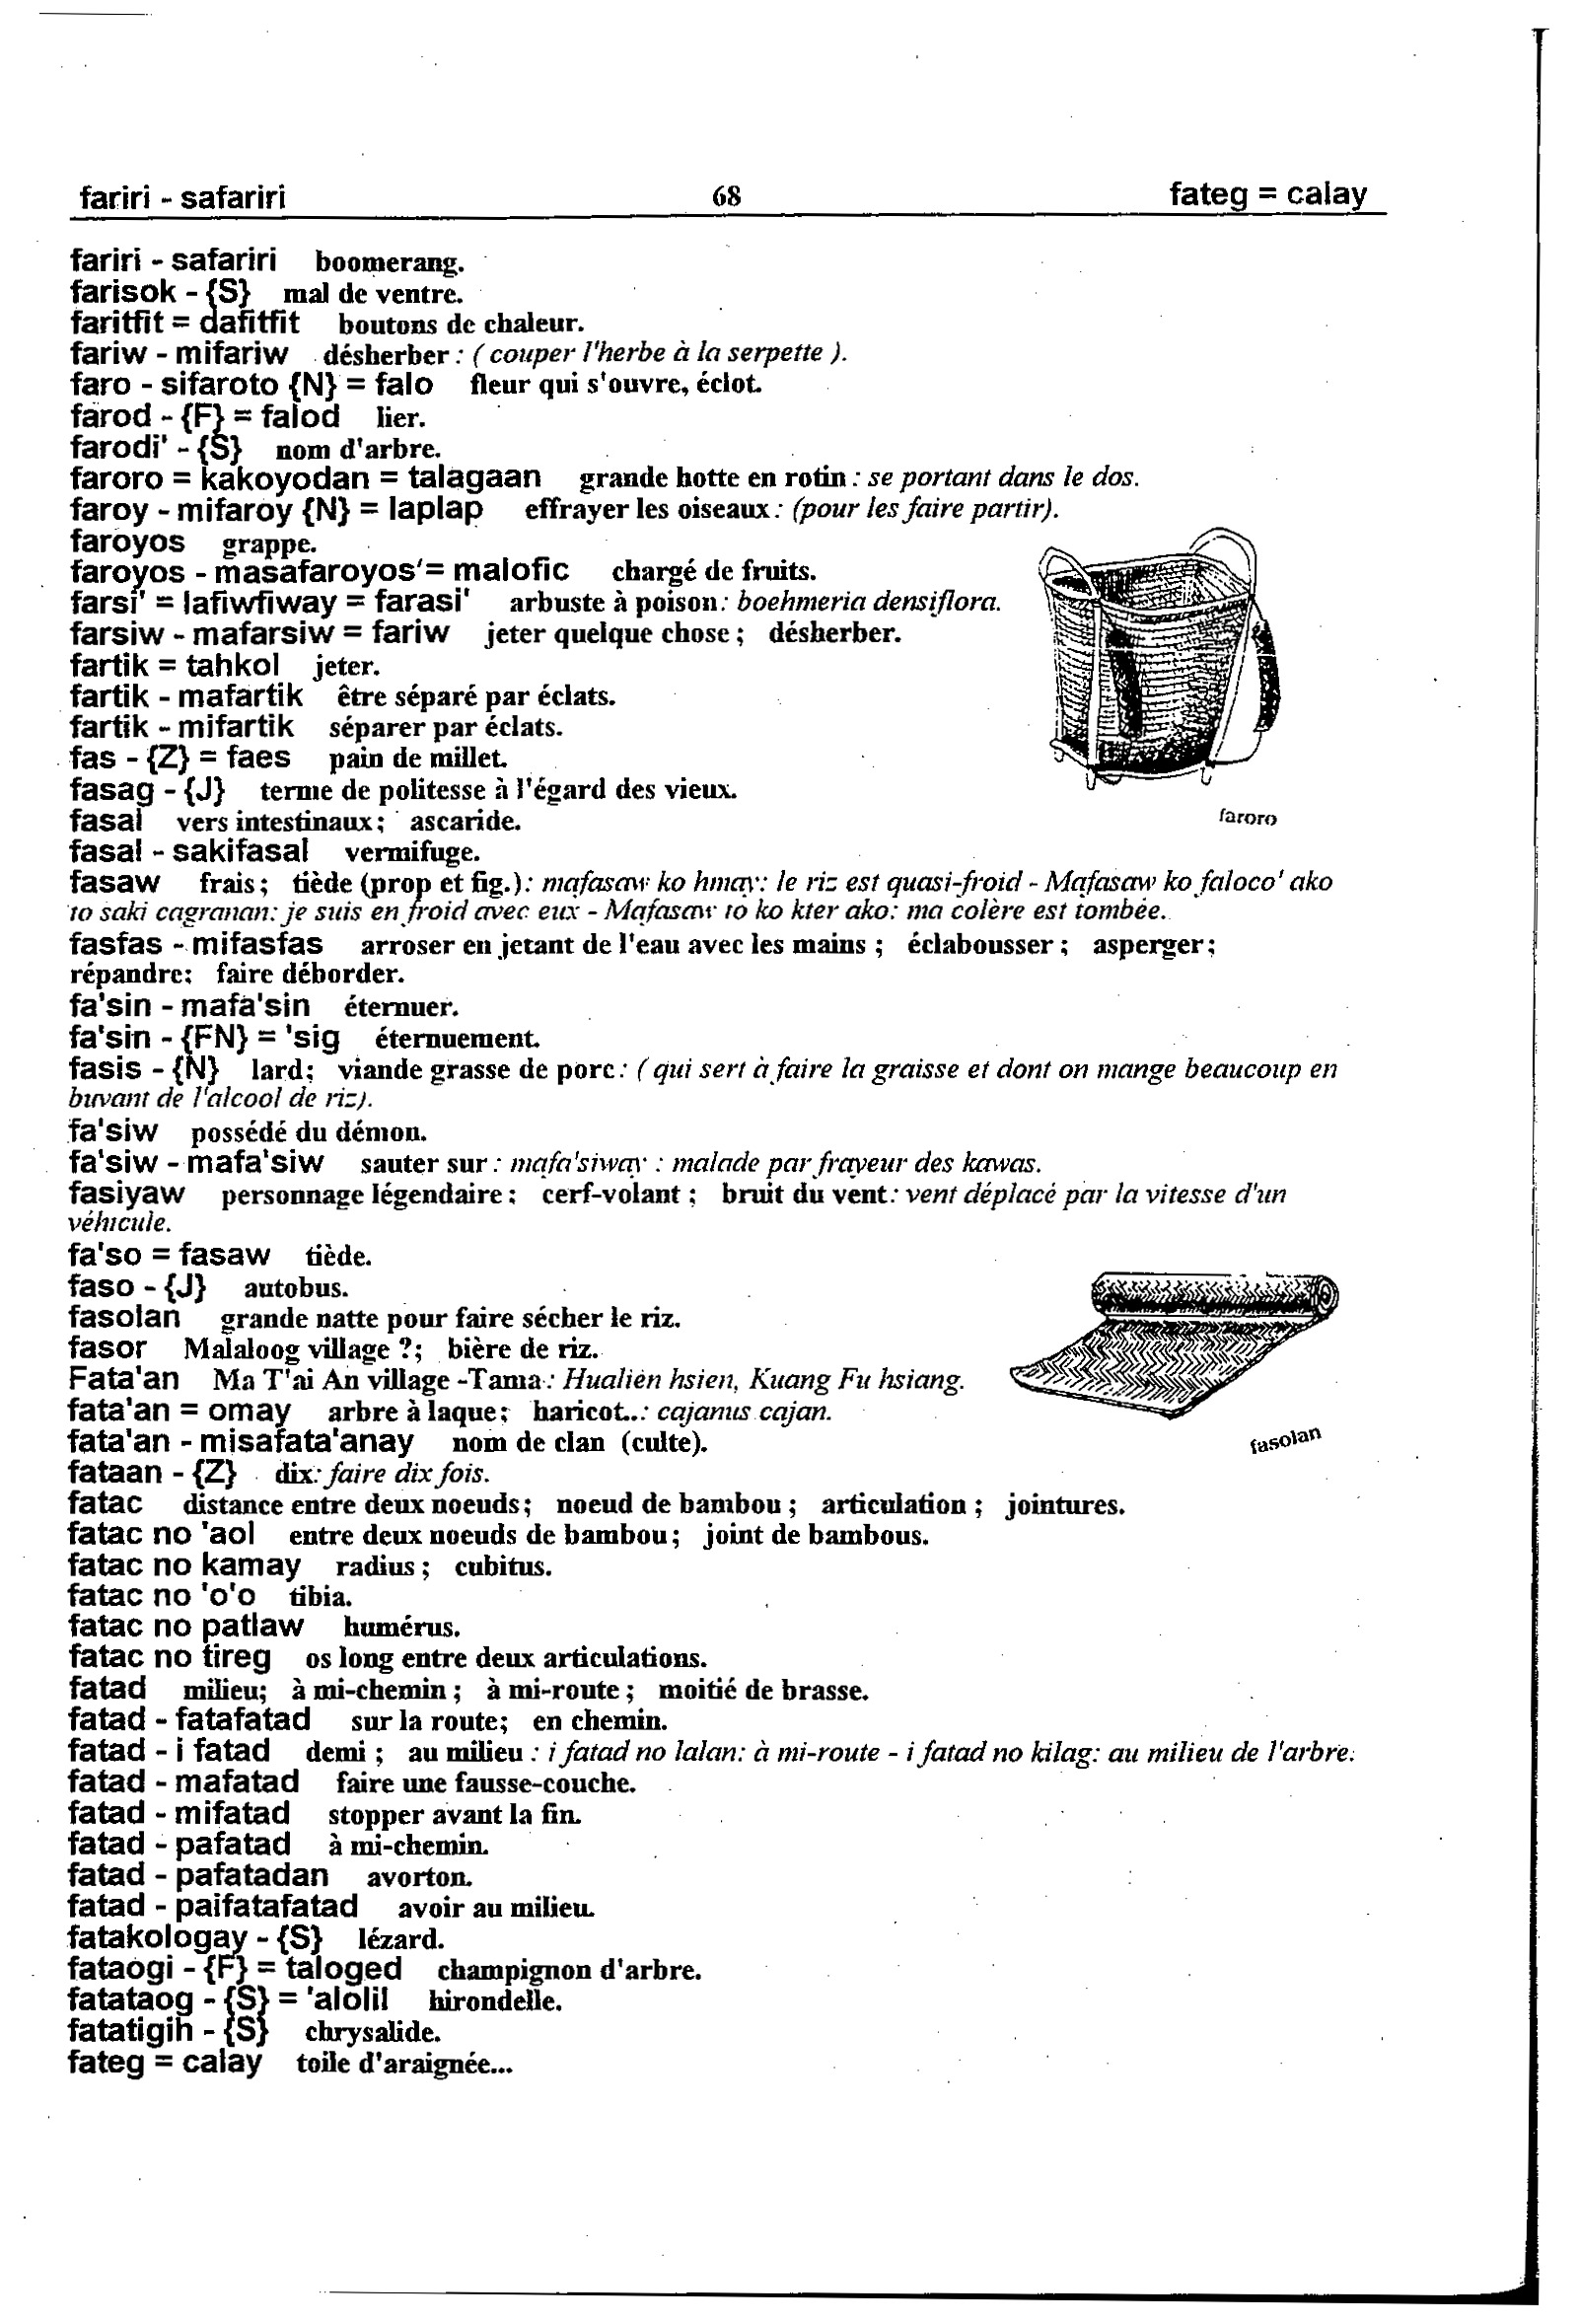 fariri - safariri 68 fateg = calay
fariri - safariri boomerang.
farisok - {S} mal de ventre.
faritfit = dafitfit boutons de chaleur.
fariw - mifariw désherber : ( couper l'herbe à la serpette ).
faro - sifaroto {N} = falo fleur qui s'ouvre, éclot.
farod - {F} = falod lier.
farodi' - {S} nom d'arbre.
faroro = kakoyodan = talagaan grande hotte en rotin : se portant dans le dos.
faroy - mifaroy {N} = laplap effrayer les oiseaux : (pour les faire partir).
faroyos grappe.
faroyos - masafaroyos'= malofic chargé de fruits.
farsi' = lafiwfiway = farasi' arbuste à poison: boehmeria densiflora.
farsiw - mafarsiw = fariw jeter quelque chose ; désherber.
fartik = tahkol jeter.
fartik - mafartik être séparé par éclats.
fartik - mifartik séparer par éclats.
fas - {Z} = faes pain de millet.
fasag - {J} terme de politesse à l'égard des vieux.
fasal vers intestinaux; ascaride.
faroro
fasal - sakifasal vermifuge.
fasaw frais ; tiède (prop et fig.): mafasaw ko hmay: le riz est quasi-froid - Mafasaw ko faloco' ako
to saki cagranan: je suis en froid avec eux - Mafasaw to ko kter ako: ma colère est tombée.
fasfas - mifasfas arroser en jetant de l'eau avec les mains ; éclabousser ; asperger ;
répandre; faire déborder.
fa'sin - mafa'sin éternuer.
fa'sin - {FN} = 'sig éternuement.
fasis - {N} lard; viande grasse de porc : ( qui sert à faire la graisse et dont on mange beaucoup en
buvant de l'alcool de riz).
fa'siw possédé du démon.
fa'siw - mafa'siw sauter sur : mafa'siway : malade par frayeur des kawas.
fasiyaw personnage légendaire ; cerf-volant ; bruit du vent : vent déplacé par la vitesse d'un
véhicule.
fa'so = fasaw tiède.
faso - {J} autobus.
fasolan grande natte pour faire sécher le riz.
fasor Malaloog village ?; bière de riz.
Fata'an Ma T'ai An village -Tama : Hualien hsien, Kuang Fu hsiang.
fata'an = omay arbre à laque; haricot..: cajanus cajan.
fata'an - misafata'anay nom de clan (culte).
fasolan
fataan - {Z} dix: faire dix fois.
fatac distance entre deux noeuds ; noeud de bambou ; articulation ; jointures.
fatac no 'aol entre deux noeuds de bambou ; joint de bambous.
fatac no kamay radius ; cubitus.
fatac no 'o'o tibia.
fatac no patlaw humérus.
fatac no tireg os long entre deux articulations.
fatad milieu; à mi-chemin ; à mi-route ; moitié de brasse.
fatad - fatafatad sur la route; en chemin.
fatad - i fatad demi ; au milieu : i fatad no lalan: à mi-route - i fatad no kilag: au milieu de l'arbre.
fatad - mafatad faire une fausse-couche.
fatad - mifatad stopper avant la fin.
fatad - pafatad à mi-chemin.
fatad - pafatadan avorton.
fatad - paifatafatad avoir au milieu.
fatakologay - {S} lézard.
fataogi - {F} = taloged champignon d'arbre.
fatataog - {S} = 'alolil hirondelle.
fatatigih - {S} chrysalide.
fateg = calay toile d'araignée...